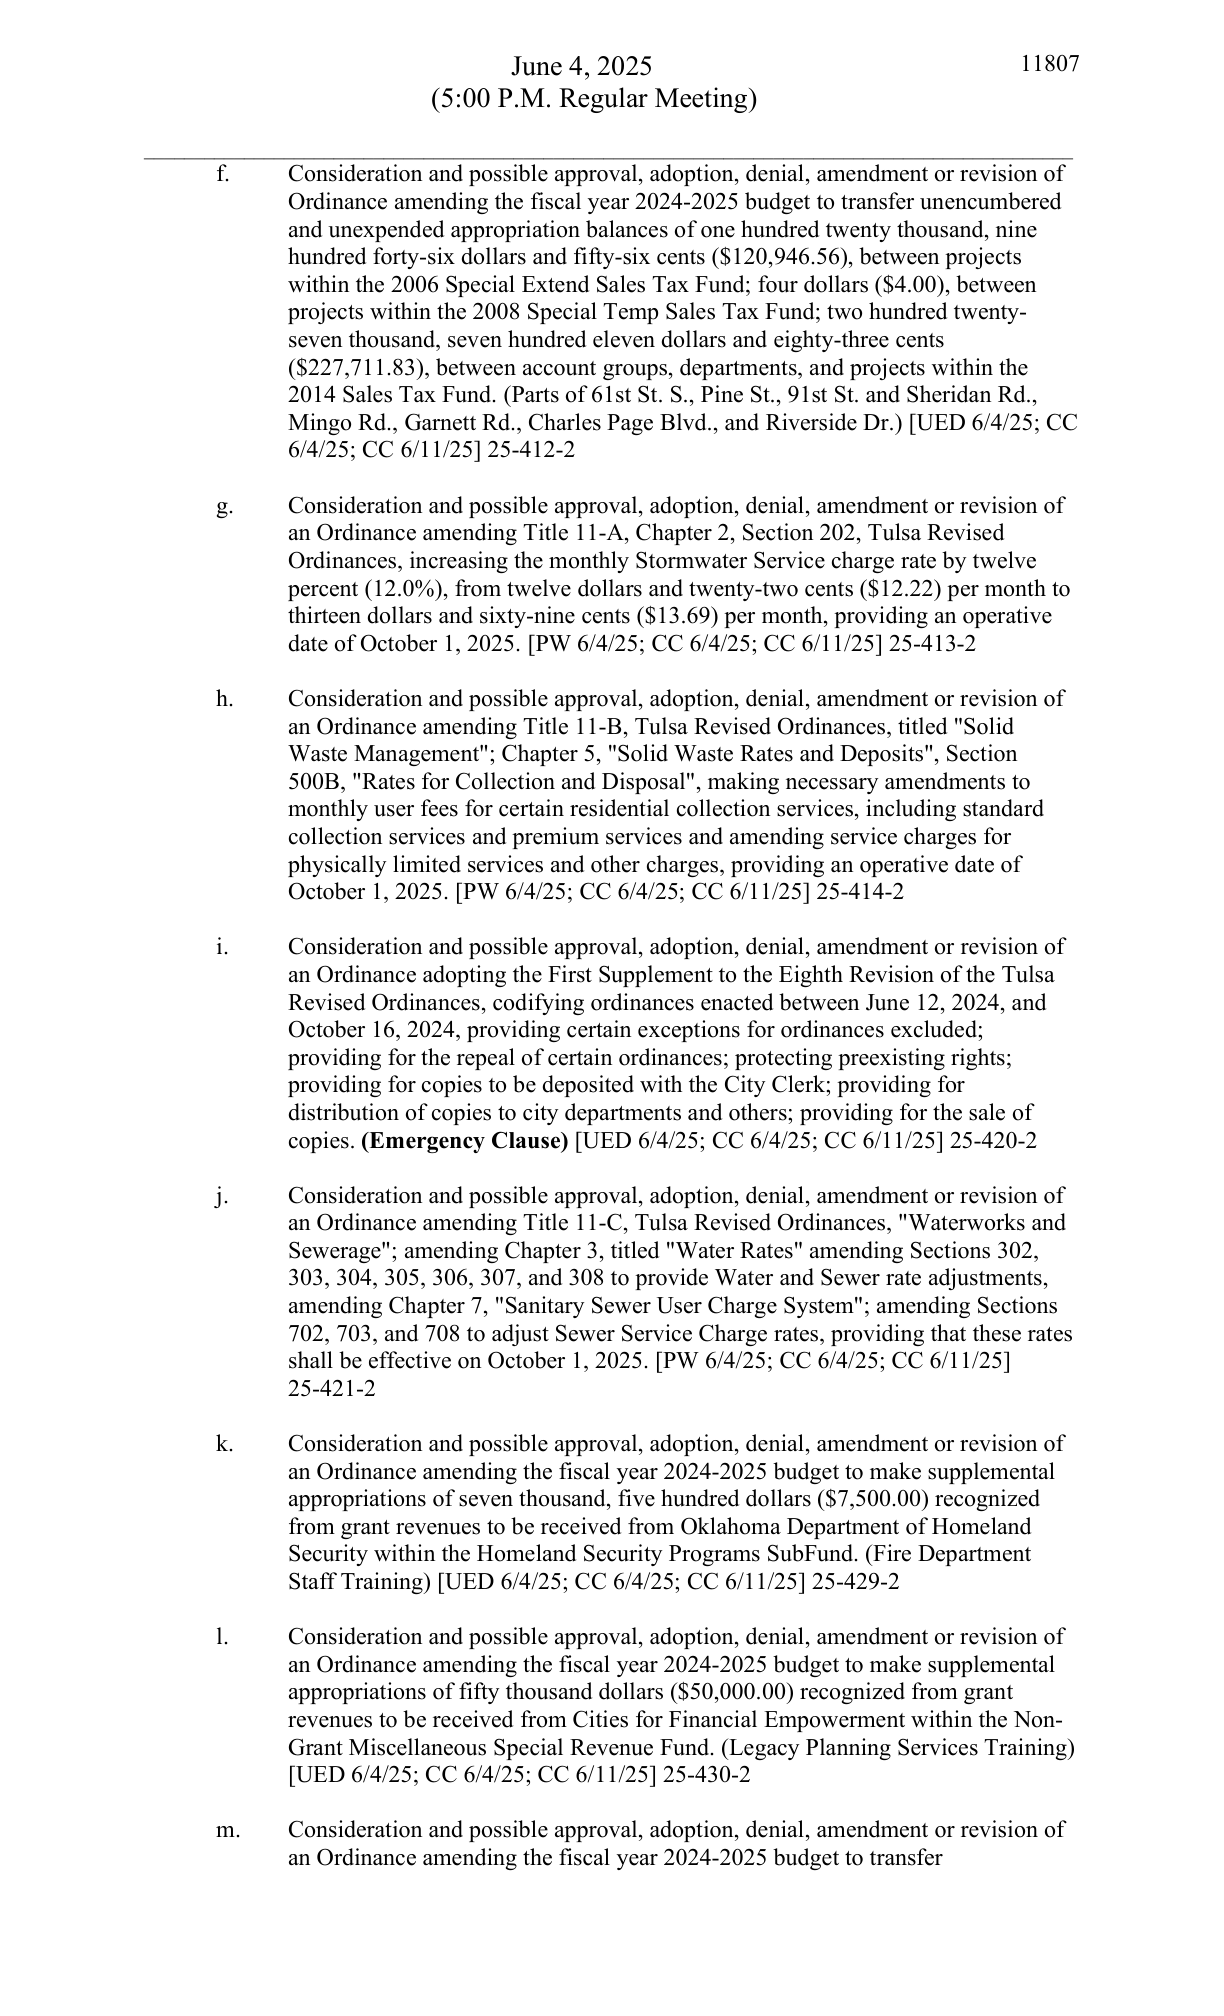 June 4, 2025
11807
(5:00 P.M. Regular Meeting)
f. Consideration and possible approval, adoption, denial, amendment or revision of
Ordinance amending the fiscal year 2024-2025 budget to transfer unencumbered
and unexpended appropriation balances of one hundred twenty thousand, nine
hundred forty-six dollars and fifty-six cents ($120,946.56), between projects
within the 2006 Special Extend Sales Tax Fund; four dollars ($4.00), between
projects within the 2008 Special Temp Sales Tax Fund; two hundred twenty-
seven thousand, seven hundred eleven dollars and eighty-three cents
($227,711.83), between account groups, departments, and projects within the
2014 Sales Tax Fund. (Parts of 61st St. S., Pine St., 91st St. and Sheridan Rd.,
Mingo Rd., Garnett Rd., Charles Page Blvd., and Riverside Dr.) [UED 6/4/25; CC
6/4/25; CC 6/11/25] 25-412-2
g. Consideration and possible approval, adoption, denial, amendment or revision of
an Ordinance amending Title 11-A, Chapter 2, Section 202, Tulsa Revised
Ordinances, increasing the monthly Stormwater Service charge rate by twelve
percent (12.0%), from twelve dollars and twenty-two cents ($12.22) per month to
thirteen dollars and sixty-nine cents ($13.69) per month, providing an operative
date of October 1, 2025. [PW 6/4/25; CC 6/4/25; CC 6/11/25] 25-413-2
h. Consideration and possible approval, adoption, denial, amendment or revision of
an Ordinance amending Title 11-B, Tulsa Revised Ordinances, titled "Solid
Waste Management"; Chapter 5, "Solid Waste Rates and Deposits", Section
500B, "Rates for Collection and Disposal", making necessary amendments to
monthly user fees for certain residential collection services, including standard
collection services and premium services and amending service charges for
physically limited services and other charges, providing an operative date of
October 1, 2025. [PW 6/4/25; CC 6/4/25; CC 6/11/25] 25-414-2
i. Consideration and possible approval, adoption, denial, amendment or revision of
an Ordinance adopting the First Supplement to the Eighth Revision of the Tulsa
Revised Ordinances, codifying ordinances enacted between June 12, 2024, and
October 16, 2024, providing certain exceptions for ordinances excluded;
providing for the repeal of certain ordinances; protecting preexisting rights;
providing for copies to be deposited with the City Clerk; providing for
distribution of copies to city departments and others; providing for the sale of
copies. (Emergency Clause) [UED 6/4/25; CC 6/4/25; CC 6/11/25] 25-420-2
j. Consideration and possible approval, adoption, denial, amendment or revision of
an Ordinance amending Title 11-C, Tulsa Revised Ordinances, "Waterworks and
Sewerage"; amending Chapter 3, titled "Water Rates" amending Sections 302,
303, 304, 305, 306, 307, and 308 to provide Water and Sewer rate adjustments,
amending Chapter 7, "Sanitary Sewer User Charge System"; amending Sections
702, 703, and 708 to adjust Sewer Service Charge rates, providing that these rates
shall be effective on October 1, 2025. [PW 6/4/25; CC 6/4/25; CC 6/11/25]
25-421-2
k. Consideration and possible approval, adoption, denial, amendment or revision of
an Ordinance amending the fiscal year 2024-2025 budget to make supplemental
appropriations of seven thousand, five hundred dollars ($7,500.00) recognized
from grant revenues to be received from Oklahoma Department of Homeland
Security within the Homeland Security Programs SubFund. (Fire Department
Staff Training) [UED 6/4/25; CC 6/4/25; CC 6/11/25] 25-429-2
l. Consideration and possible approval, adoption, denial, amendment or revision of
an Ordinance amending the fiscal year 2024-2025 budget to make supplemental
appropriations of fifty thousand dollars ($50,000.00) recognized from grant
revenues to be received from Cities for Financial Empowerment within the Non-
Grant Miscellaneous Special Revenue Fund. (Legacy Planning Services Training)
[UED 6/4/25; CC 6/4/25; CC 6/11/25] 25-430-2
m. Consideration and possible approval, adoption, denial, amendment or revision of
an Ordinance amending the fiscal year 2024-2025 budget to transfer